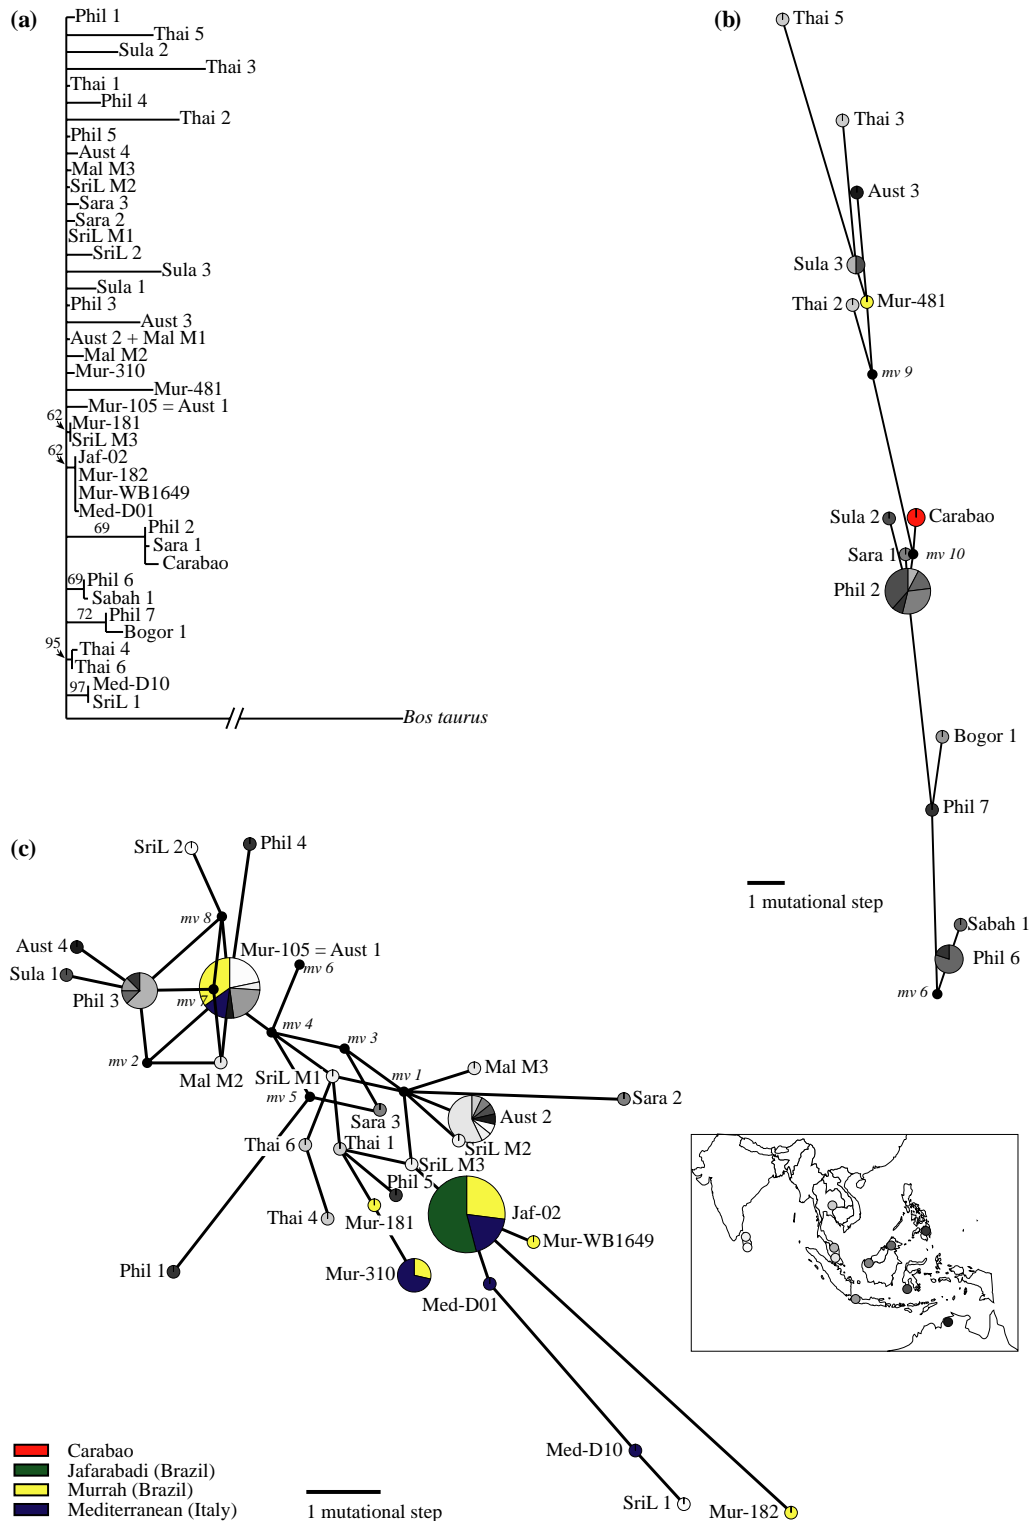 (a)
Phil 1
Thai 5
Sula 2
Thai 3
Thai 1
Phil 4
Thai 2
Phil 5
Aust 4
Mal M3
SriL M2
Sara 3
Sara 2
SriL M1
SriL 2
Sula 3
Sula 1
Phil 3
Aust 3
Aust 2 + Mal M1
Mal M2
Mur-310
Mur-481
Mur-105 = Aust 1
62
Mur-181
SriL M3
62
Jaf-02
Mur-182
Mur-WB1649
Med-D01
69
Phil 2
Sara 1
Carabao
69
Phil 6
Sabah 1
72
Phil 7
Bogor 1
95
Thai 4
Thai 6
97
Med-D10
SriL 1
Bos taurus
(b)
Thai 5
Thai 3
Aust 3
Sula 3
Thai 2
Mur-481
mv 9
Sula 2
Carabao
Sara 1
mv 10
Phil 2
Bogor 1
Phil 7
1 mutational step
Sabah 1
Phil 6
mv 6
(c)
SriL 2
Phil 4
mv 8
Aust 4
Mur-105 = Aust 1
Sula 1
mv 6
Phil 3
mv 7
mv 4
mv 3
mv 2
Mal M2
SriL M1
mv 1
Mal M3
mv 5
Sara 2
Sara 3
Aust 2
Thai 6
Thai 1
SriL M2
SriL M3
Phil 5
Thai 4
Mur-181
Jaf-02
Mur-WB1649
Phil 1
Mur-310
Med-D01
Med-D10
SriL 1
Mur-182
Carabao
Jafarabadi (Brazil)
Murrah (Brazil)
Mediterranean (Italy)
1 mutational step